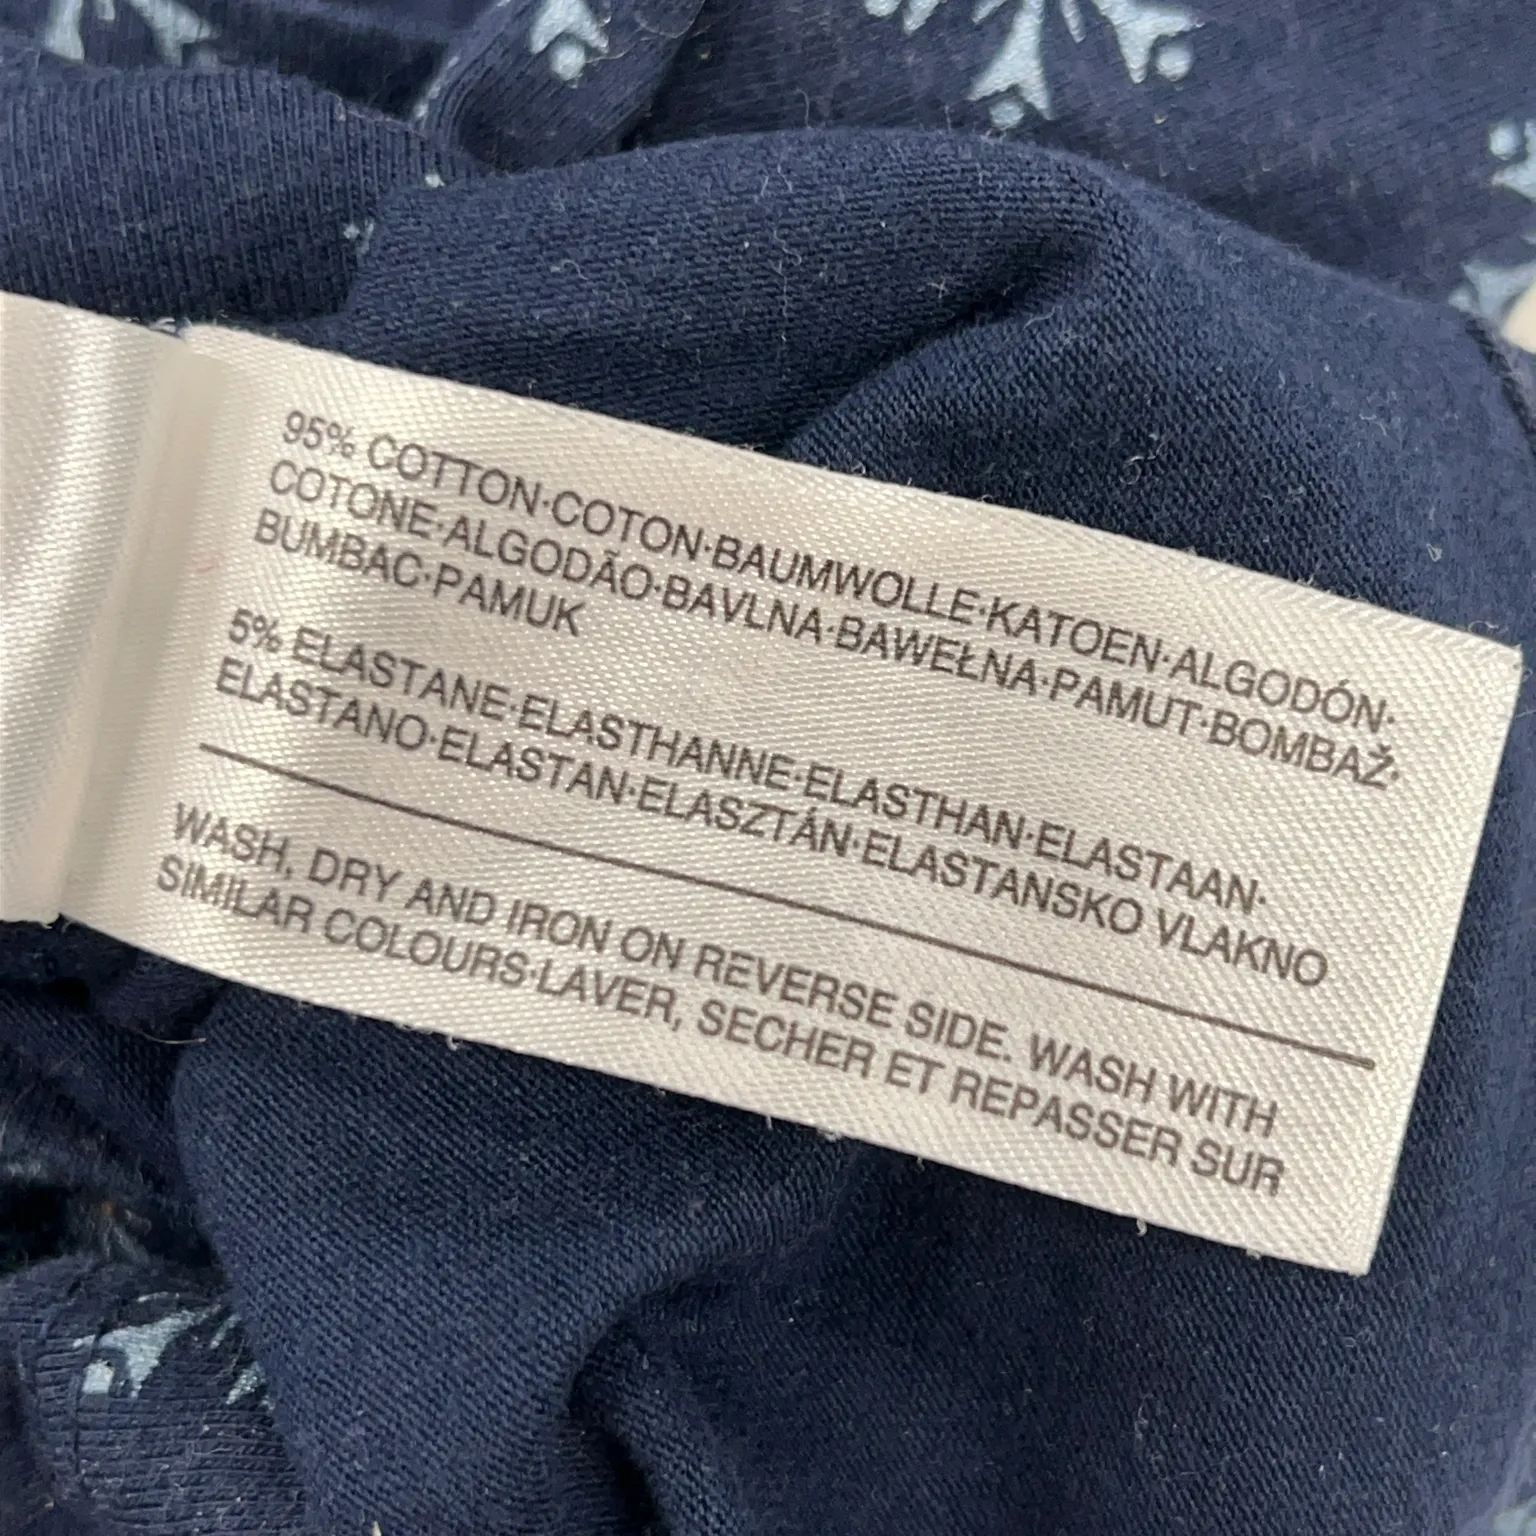 95% COTTON·COTON·BAUMWOLLE·KATOEN·ALGODÓN·
COTONE·ALGODÃO·BAVLNA·BAWEŁNA·PAMUT·BOMBAŽ·
BUMBAC·PAMUK
5% ELASTANE·ELASTHANNE·ELASTHAN·ELASTAAN·
ELASTANO·ELASTAN·ELASZTÁN·ELASTANSKO VLAKNO
WASH, DRY AND IRON ON REVERSE SIDE. WASH WITH
SIMILAR COLOURS·LAVER, SECHER ET REPASSER SUR